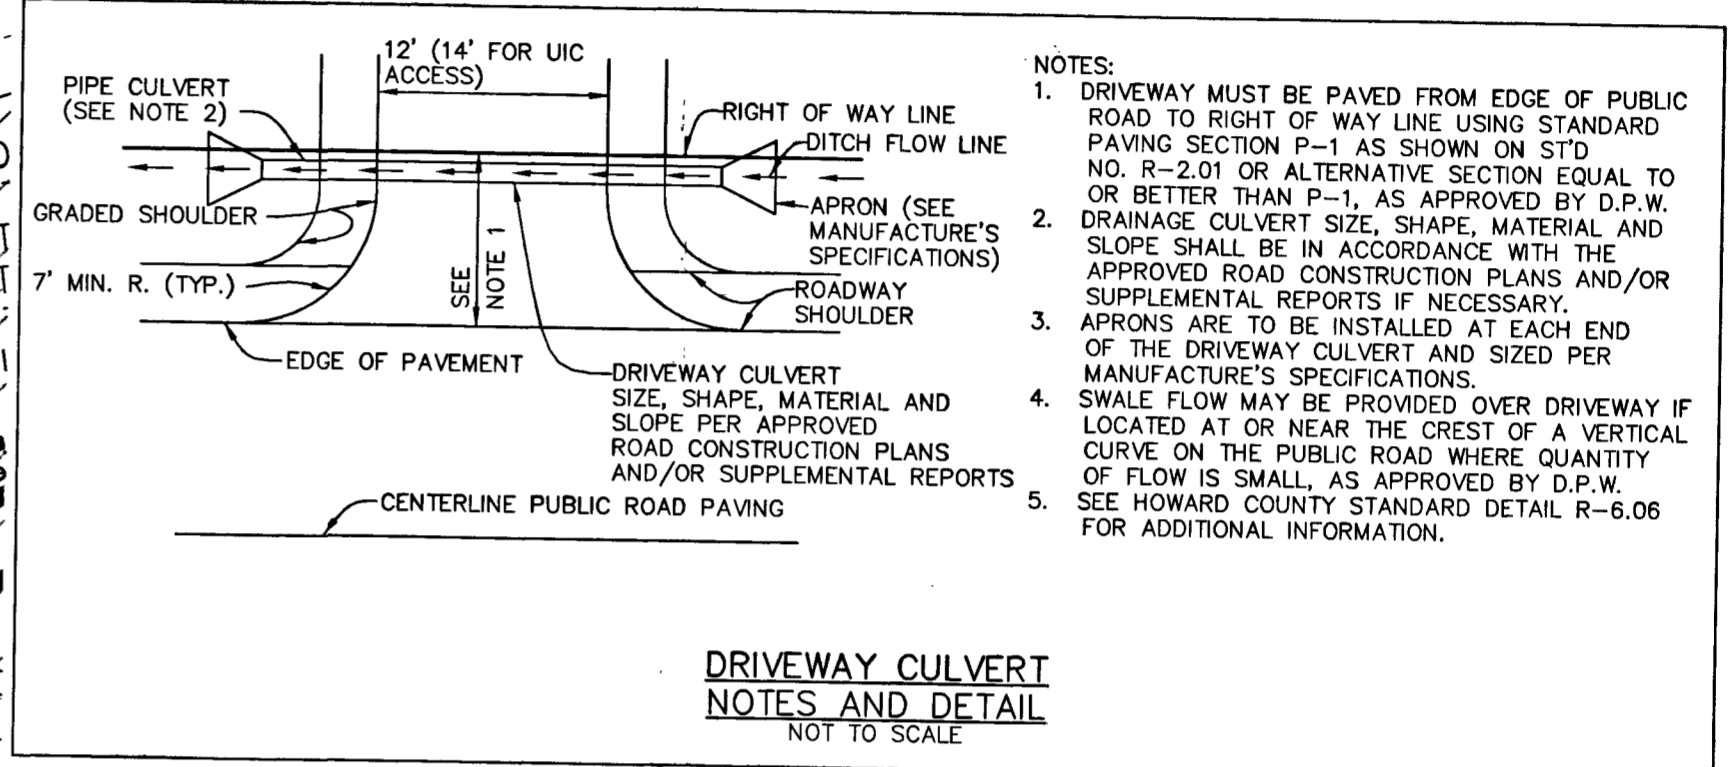 12' (14' FOR UIC
ACCESS)
PIPE CULVERT
(SEE NOTE 2)
RIGHT OF WAY LINE
DITCH FLOW LINE
GRADED SHOULDER
APRON (SEE
MANUFACTURE'S
SPECIFICATIONS)
SEE
NOTE 1
7' MIN. R. (TYP.)
ROADWAY
SHOULDER
EDGE OF PAVEMENT
DRIVEWAY CULVERT
SIZE, SHAPE, MATERIAL AND
SLOPE PER APPROVED
ROAD CONSTRUCTION PLANS
AND/OR SUPPLEMENTAL REPORTS
CENTERLINE PUBLIC ROAD PAVING
NOTES:
1. DRIVEWAY MUST BE PAVED FROM EDGE OF PUBLIC
ROAD TO RIGHT OF WAY LINE USING STANDARD
PAVING SECTION P-1 AS SHOWN ON ST'D
NO. R-2.01 OR ALTERNATIVE SECTION EQUAL TO
OR BETTER THAN P-1, AS APPROVED BY D.P.W.
2. DRAINAGE CULVERT SIZE, SHAPE, MATERIAL AND
SLOPE SHALL BE IN ACCORDANCE WITH THE
APPROVED ROAD CONSTRUCTION PLANS AND/OR
SUPPLEMENTAL REPORTS IF NECESSARY.
3. APRONS ARE TO BE INSTALLED AT EACH END
OF THE DRIVEWAY CULVERT AND SIZED PER
MANUFACTURE'S SPECIFICATIONS.
4. SWALE FLOW MAY BE PROVIDED OVER DRIVEWAY IF
LOCATED AT OR NEAR THE CREST OF A VERTICAL
CURVE ON THE PUBLIC ROAD WHERE QUANTITY
OF FLOW IS SMALL, AS APPROVED BY D.P.W.
5. SEE HOWARD COUNTY STANDARD DETAIL R-6.06
FOR ADDITIONAL INFORMATION.
DRIVEWAY CULVERT
NOTES AND DETAIL
NOT TO SCALE